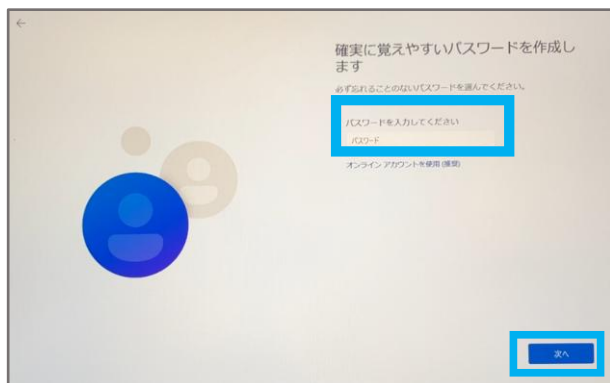 確実に覚えやすいパスワードを作成し
ます
必ず忘れることのないパスワードを選んでください。
パスワードを入力してください
パスワード
オンライン アカウントを使用 (推奨)
次へ